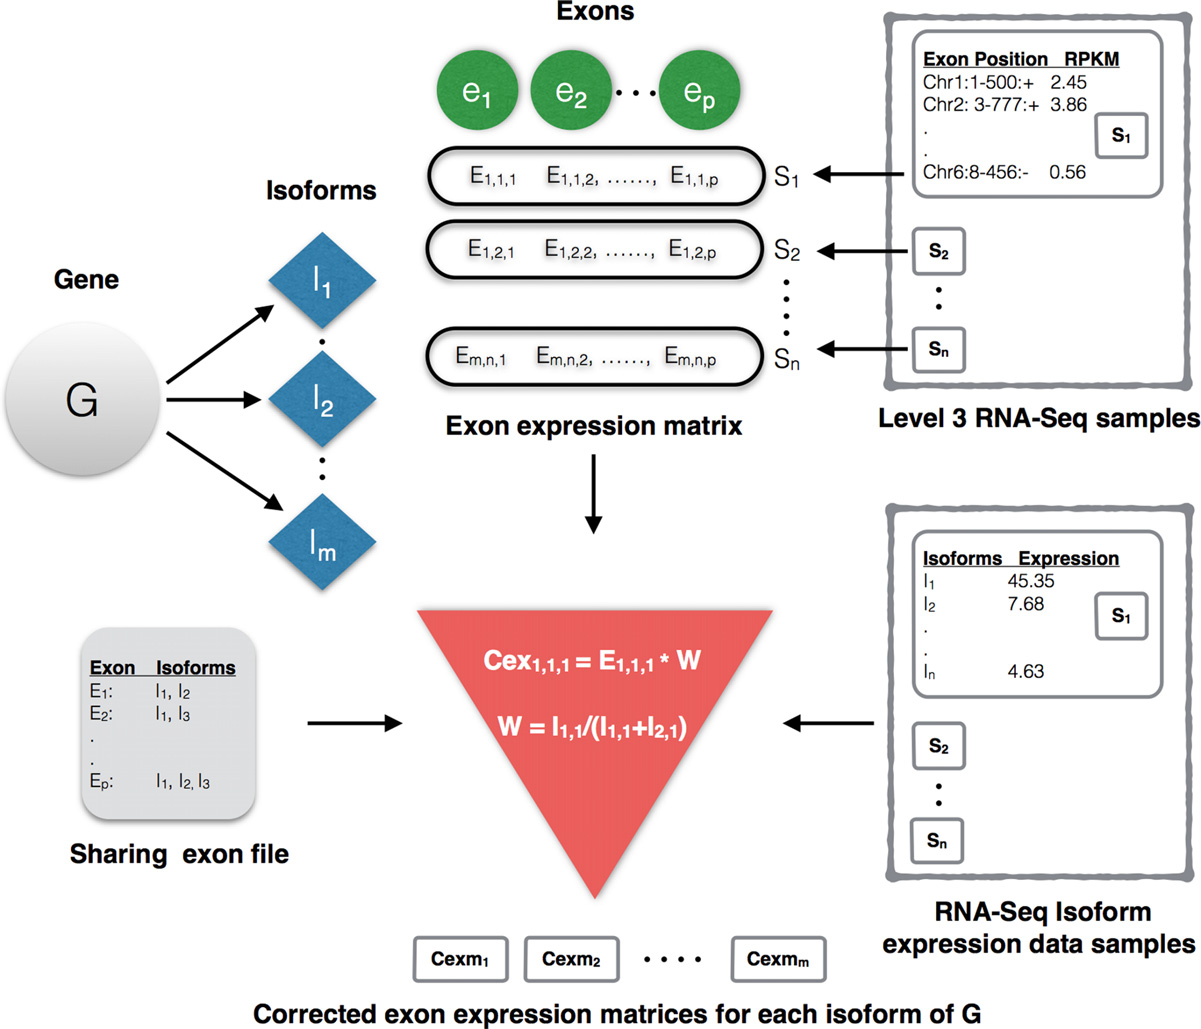 Exons
e1 e2 ... ep
E1,1,1 E1,1,2, ......, E1,1,p S1
E1,2,1 E1,2,2, ......, E1,2,p S2
Em,n,1 Em,n,2, ......, Em,n,p Sn
Exon expression matrix
Exon Position RPKM
Chr1:1-500:+ 2.45
Chr2: 3-777:+ 3.86
.
S1
.
Chr6:8-456:- 0.56
S2
Sn
Level 3 RNA-Seq samples
Isoforms
Gene
G
I1
I2
Im
Exon Isoforms
E1: I1, I2
E2: I1, I3
.
.
Ep: I1, I2, I3
Sharing exon file
Cex1,1,1 = E1,1,1 * W
W = I1,1/(I1,1+I2,1)
Isoforms Expression
I1 45.35
I2 7.68
.
S1
.
In 4.63
S2
Sn
RNA-Seq Isoform
expression data samples
Cexm1 Cexm2 .... Cexmm
Corrected exon expression matrices for each isoform of G